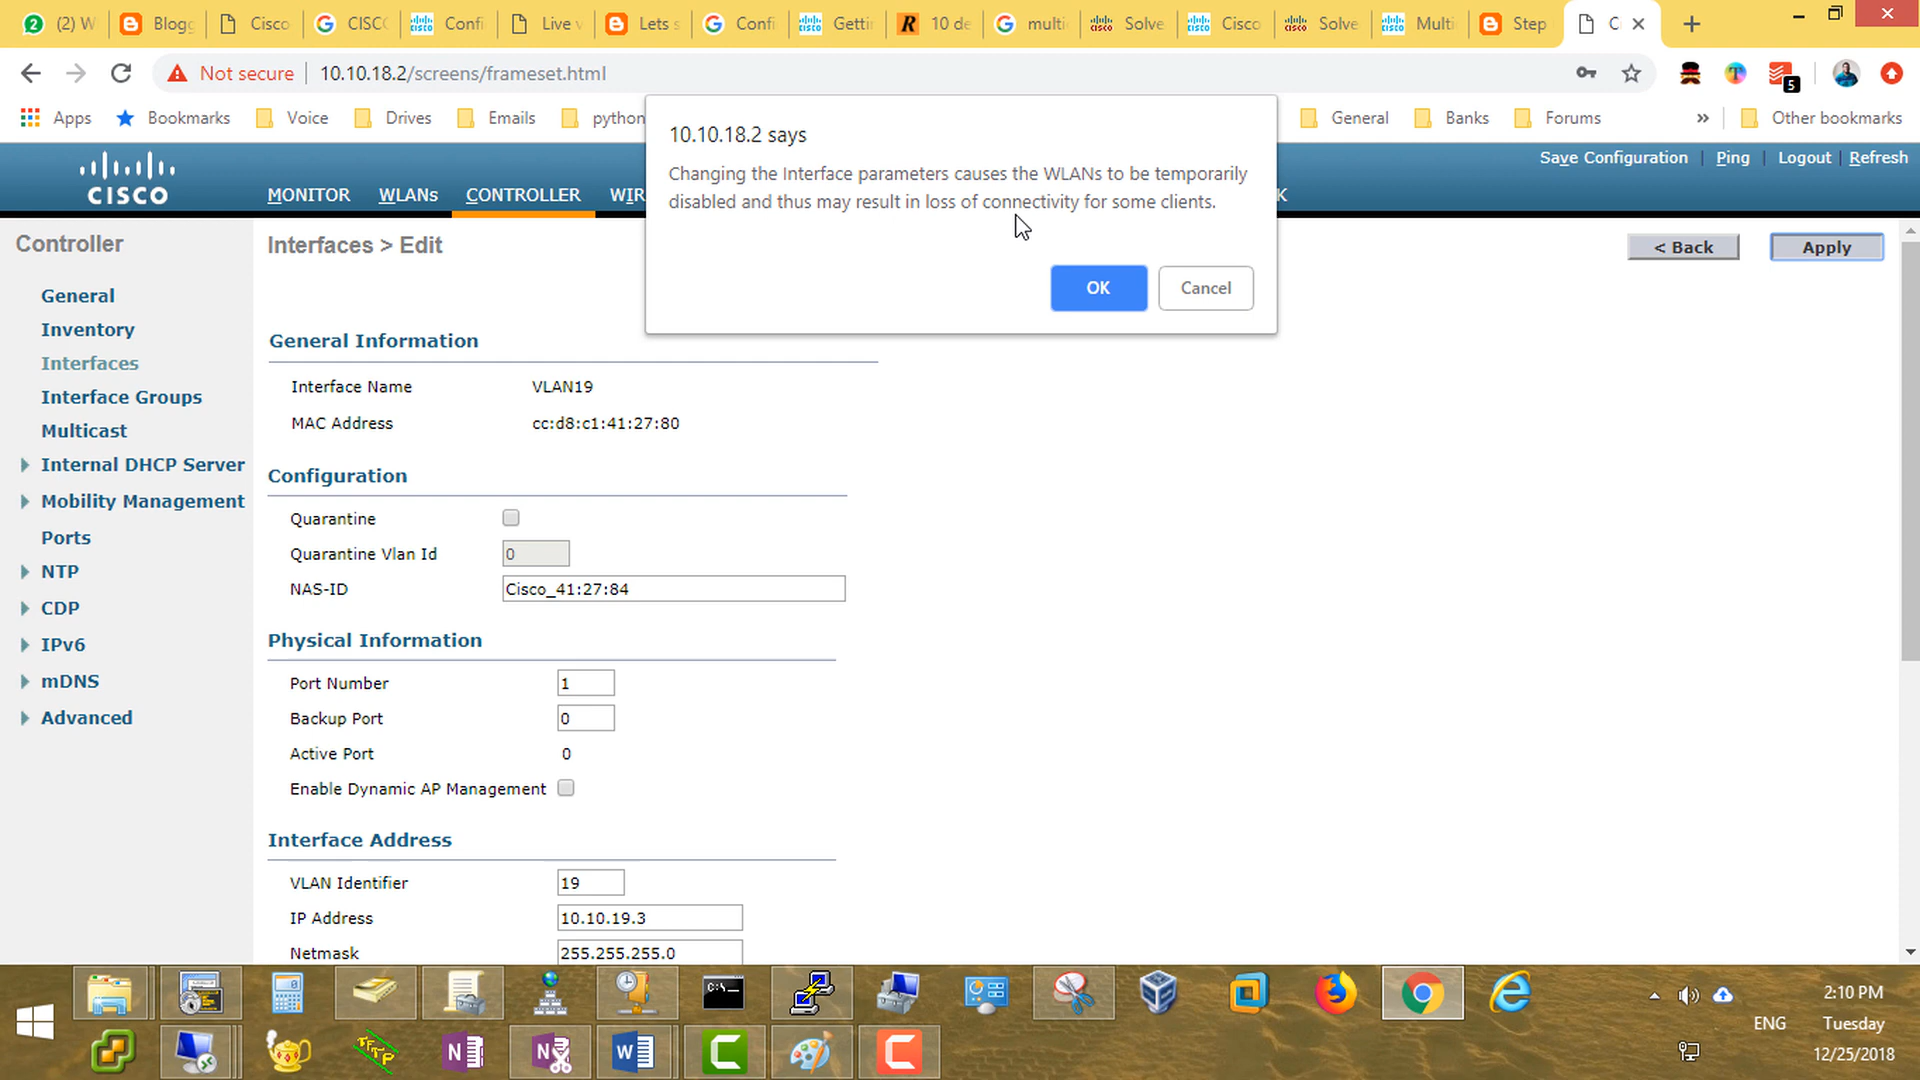 (2) W
Blogg
Cisco
CISC
Confi
Live v
Lets s
Confi
Getti
10 de
multi
Solve
Cisco
Solve
Multi
Step
C
Not secure
10.10.18.2/screens/frameset.html
5
Apps
Bookmarks
Voice
Drives
Emails
python
General
Banks
Forums
Other bookmarks
10.10.18.2 says
Changing the Interface parameters causes the WLANs to be temporarily
disabled and thus may result in loss of connectivity for some clients.
OK
Cancel
Save Configuration
Ping
Logout
Refresh
CISCO
MONITOR
WLANs
CONTROLLER
WIR
K
Controller
General
Inventory
Interfaces
Interface Groups
Multicast
Internal DHCP Server
Mobility Management
Ports
NTP
CDP
IPv6
mDNS
Advanced
Interfaces > Edit
< Back
Apply
General Information
Interface Name VLAN19
MAC Address cc:d8:c1:41:27:80
Configuration
Quarantine
Quarantine Vlan Id 0
NAS-ID Cisco_41:27:84
Physical Information
Port Number 1
Backup Port 0
Active Port 0
Enable Dynamic AP Management
Interface Address
VLAN Identifier 19
IP Address 10.10.19.3
Netmask 255.255.255.0
2:10 PM
ENG
Tuesday
12/25/2018